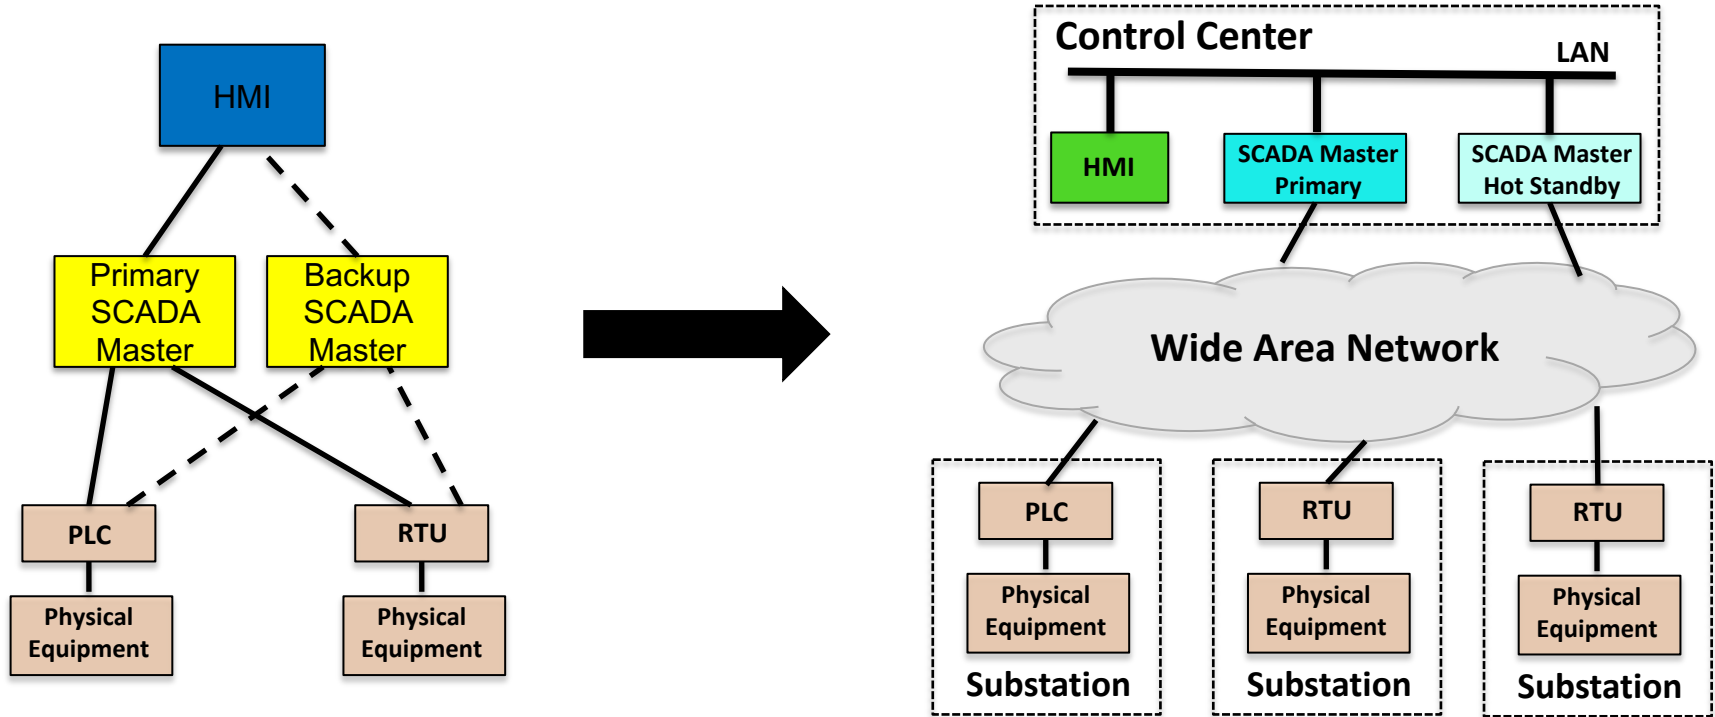 HMI
Primary
SCADA
Master
Backup
SCADA
Master
PLC
RTU
Physical
Equipment
Physical
Equipment
Control Center
LAN
HMI
SCADA Master
Primary
SCADA Master
Hot Standby
Wide Area Network
PLC
Physical
Equipment
Substation
RTU
Physical
Equipment
Substation
RTU
Physical
Equipment
Substation